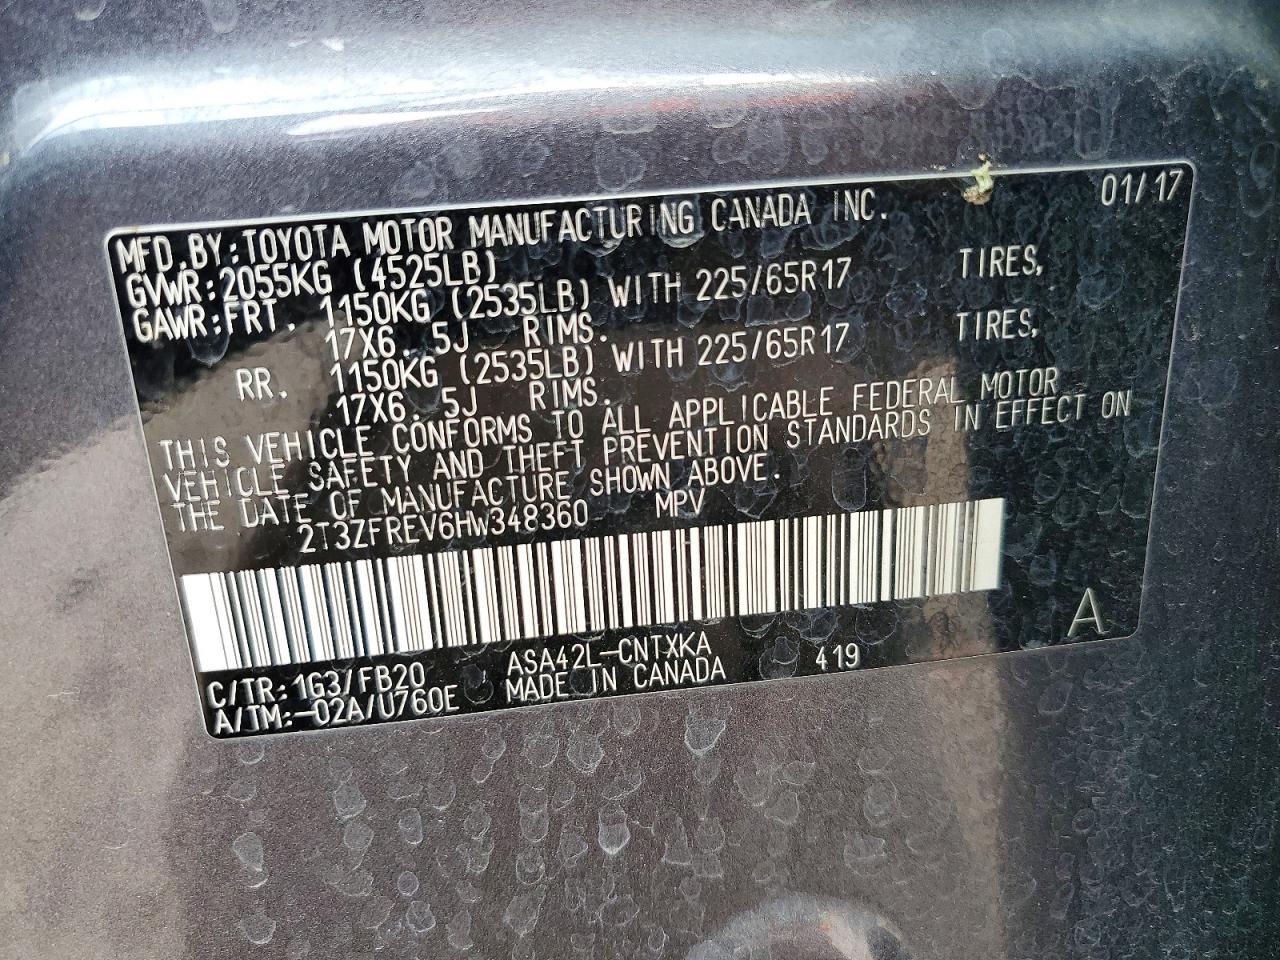 MFD.BY:TOYOTA MOTOR MANUFACTURING CANADA INC. 01/17
GVWR:2055KG (4525LB)
GAWR:FRT. 1150KG (2535LB) WITH 225/65R17 TIRES,
17X6.5J RIMS.
RR. 1150KG (2535LB) WITH 225/65R17 TIRES,
17X6.5J RIMS.
THIS VEHICLE CONFORMS TO ALL APPLICABLE FEDERAL MOTOR
VEHICLE SAFETY AND THEFT PREVENTION STANDARDS IN EFFECT ON
THE DATE OF MANUFACTURE SHOWN ABOVE.
2T3ZFREV6HW348360 MPV
C/TR:1G3/FB20 ASA42L-CNTXKA 419 A
A/TM:-02A/U760E MADE IN CANADA